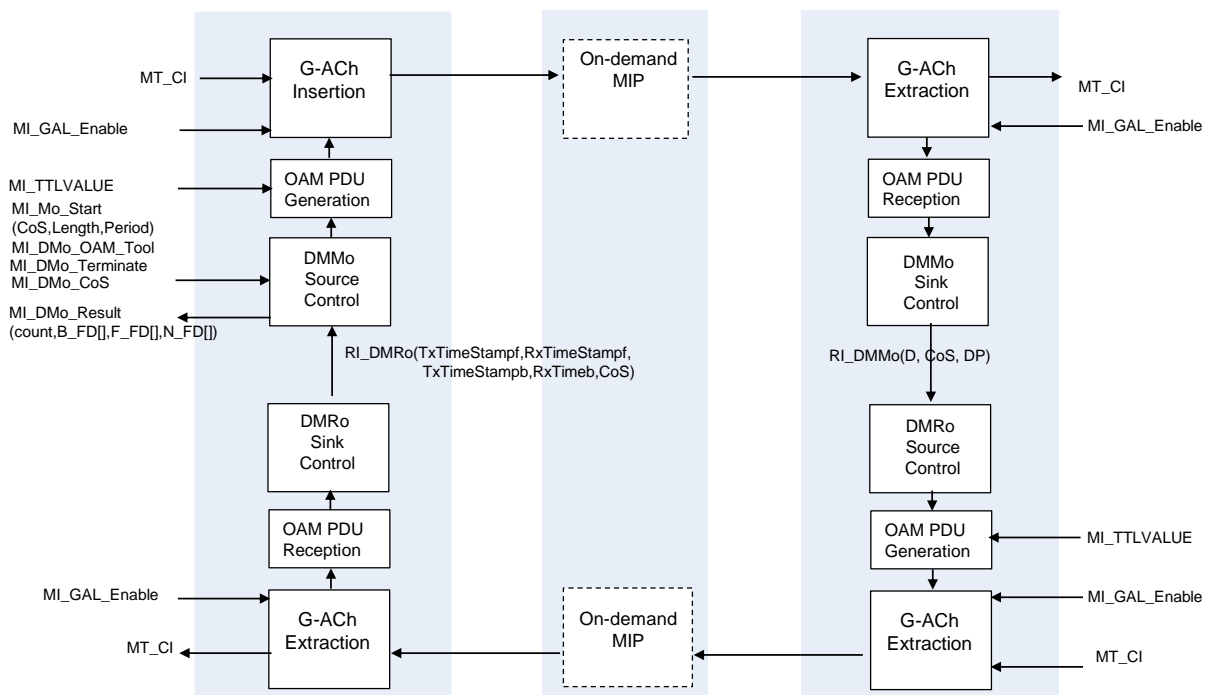 G-ACh
Insertion
On-demand
MIP
G-ACh
Extraction
MT_CI
MT_CI
MI_GAL_Enable
MI_GAL_Enable
OAM PDU
Generation
OAM PDU
Reception
MI_TTLVALUE
MI_Mo_Start
(CoS,Length,Period)
MI_DMo_OAM_Tool
MI_DMo_Terminate
MI_DMo_CoS
DMMo
Source
Control
DMMo
Sink
Control
MI_DMo_Result
(count,B_FD[],F_FD[],N_FD[])
RI_DMRo(TxTimeStampf,RxTimeStampf,
TxTimeStampb,RxTimeb,CoS)
RI_DMMo(D, CoS, DP)
DMRo
Sink
Control
DMRo
Source
Control
OAM PDU
Reception
OAM PDU
Generation
MI_TTLVALUE
MI_GAL_Enable
MI_GAL_Enable
G-ACh
Extraction
On-demand
MIP
G-ACh
Extraction
MT_CI
MT_CI